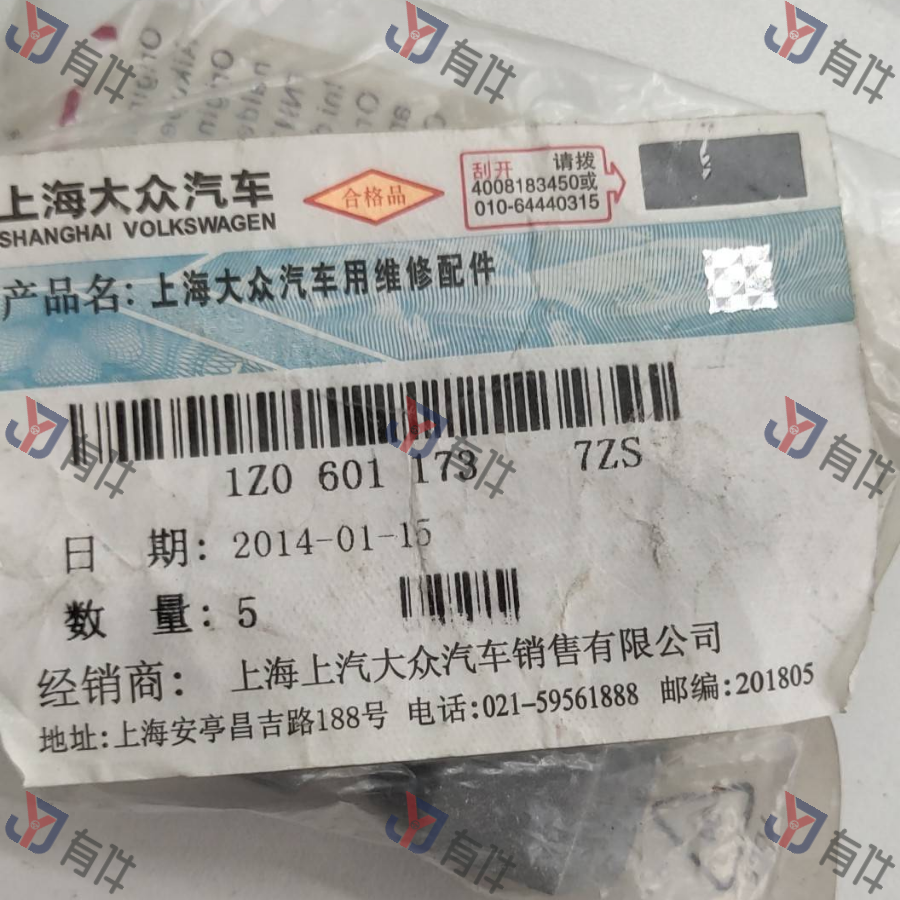 上海大众汽车
SHANGHAI VOLKSWAGEN
合格品
刮开 请拨
4008183450或
010-64440315
产品名: 上海大众汽车用维修配件
1Z0 601 173 7ZS
日 期: 2014-01-15
数 量: 5
经销商: 上海上汽大众汽车销售有限公司
地址:上海安亭昌吉路188号 电话:021-59561888 邮编:201805
有件
有件
有件
有件
有件
有件
有件
有件
有件